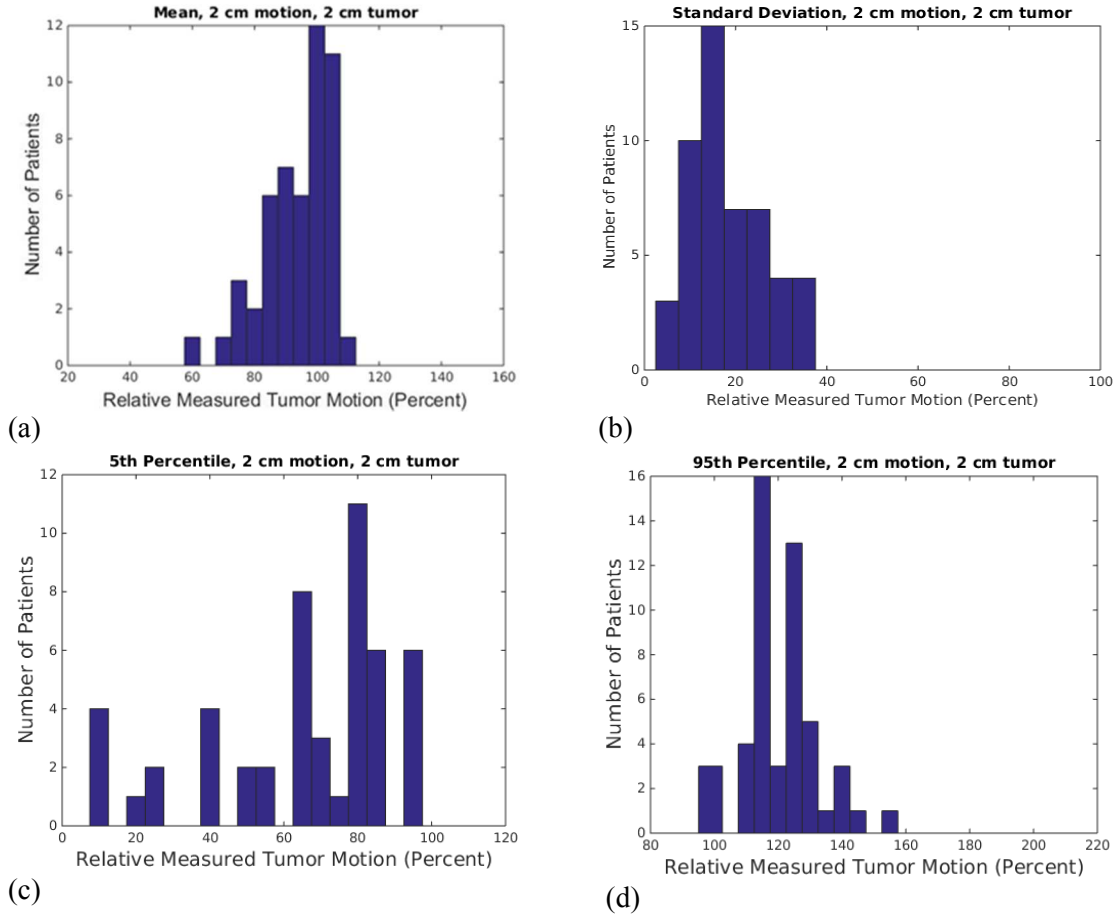 Mean, 2 cm motion, 2 cm tumor
12
10
8
6
4
2
0
Number of Patients
20 40 60 80 100 120 140 160
Relative Measured Tumor Motion (Percent)
(a)
Standard Deviation, 2 cm motion, 2 cm tumor
15
10
5
0
Number of Patients
0 20 40 60 80 100
Relative Measured Tumor Motion (Percent)
(b)
5th Percentile, 2 cm motion, 2 cm tumor
12
10
8
6
4
2
0
Number of Patients
0 20 40 60 80 100 120
Relative Measured Tumor Motion (Percent)
(c)
95th Percentile, 2 cm motion, 2 cm tumor
16
14
12
10
8
6
4
2
0
Number of Patients
80 100 120 140 160 180 200 220
Relative Measured Tumor Motion (Percent)
(d)